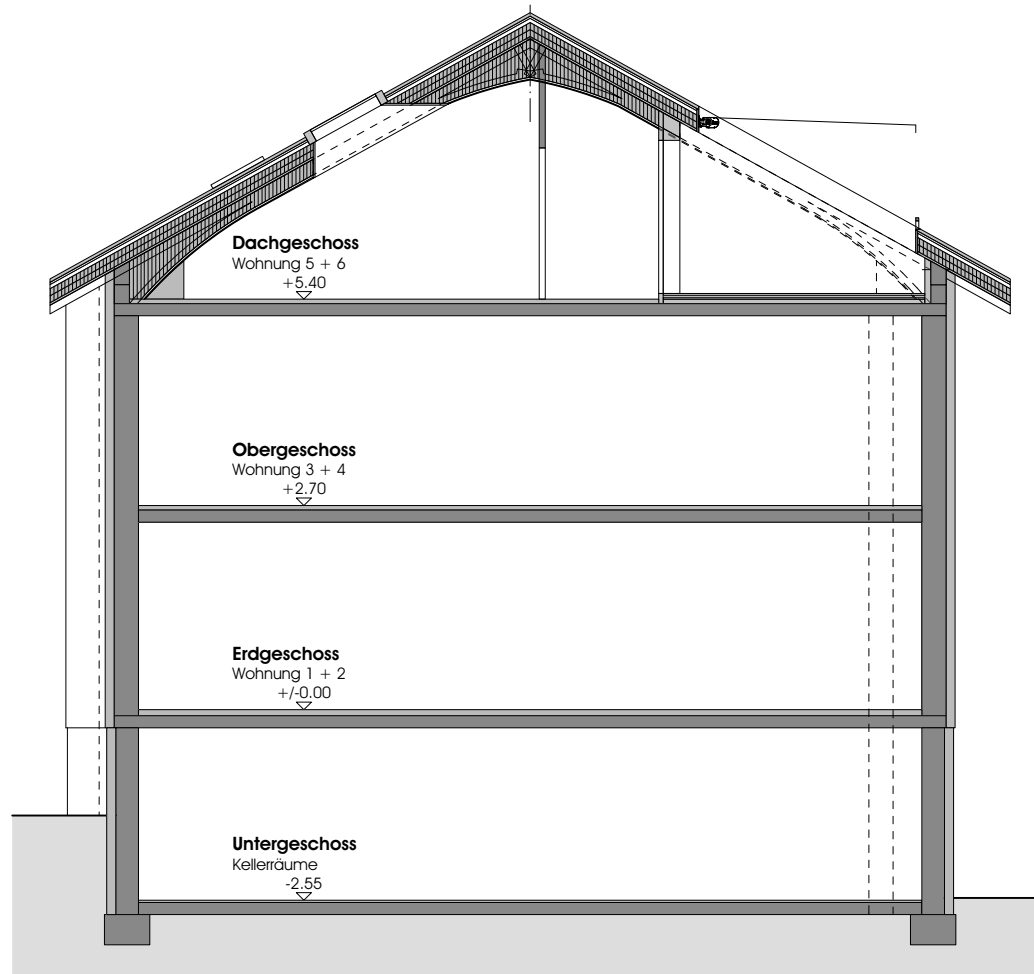 Dachgeschoss
Wohnung 5 + 6
+5.40
Obergeschoss
Wohnung 3 + 4
+2.70
Erdgeschoss
Wohnung 1 + 2
+/-0.00
Untergeschoss
Kellerräume
-2.55